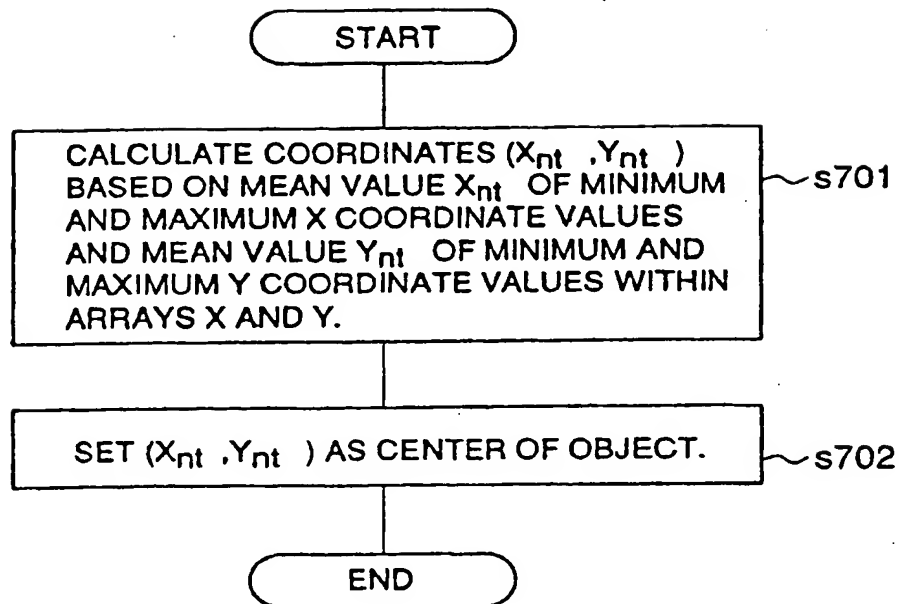 START
CALCULATE COORDINATES (Xnt ,Ynt )
BASED ON MEAN VALUE Xnt OF MINIMUM
AND MAXIMUM X COORDINATE VALUES
AND MEAN VALUE Ynt OF MINIMUM AND
MAXIMUM Y COORDINATE VALUES WITHIN
ARRAYS X AND Y.
s701
SET (Xnt ,Ynt ) AS CENTER OF OBJECT.
s702
END